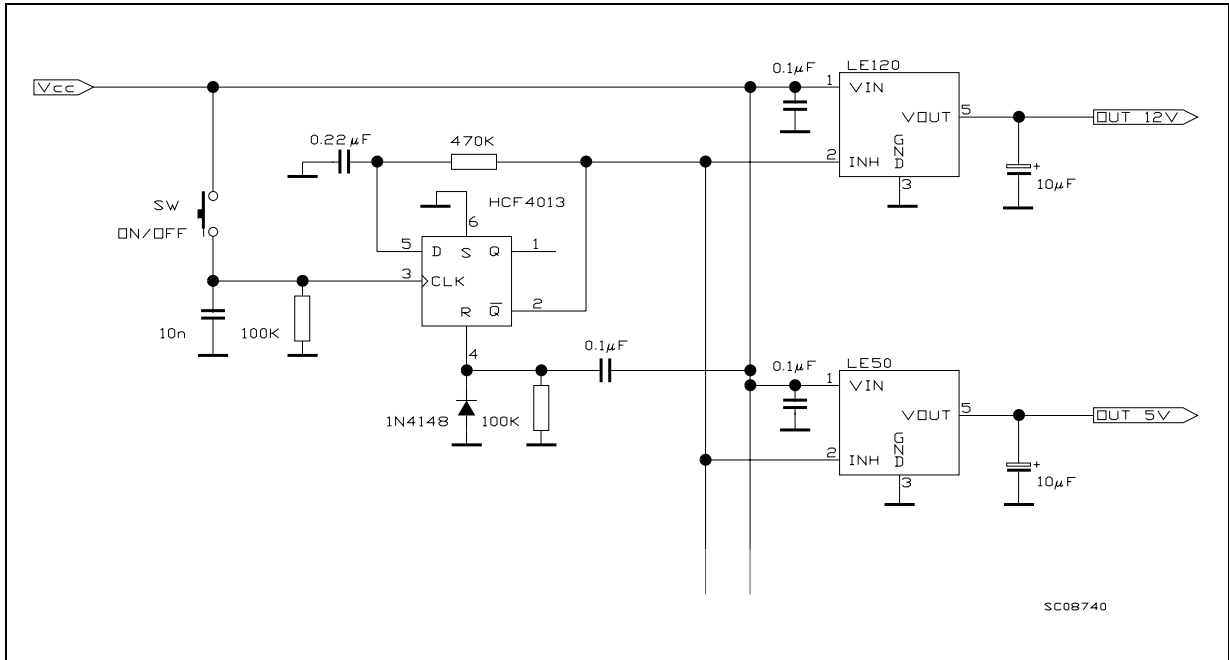 LE120
0.1μF
Vcc
1
VIN
VOUT
5
OUT 12V
GND
0.22μF
470K
2
INH
3
+
10μF
HCF4013
SW
ON/OFF
6
5
D
S
Q
1
3
CLK
R
Q̅
2
10n
100K
4
0.1μF
0.1μF
LE50
1
VIN
1N4148
100K
VOUT
5
OUT 5V
GND
2
INH
3
+
10μF
SC08740